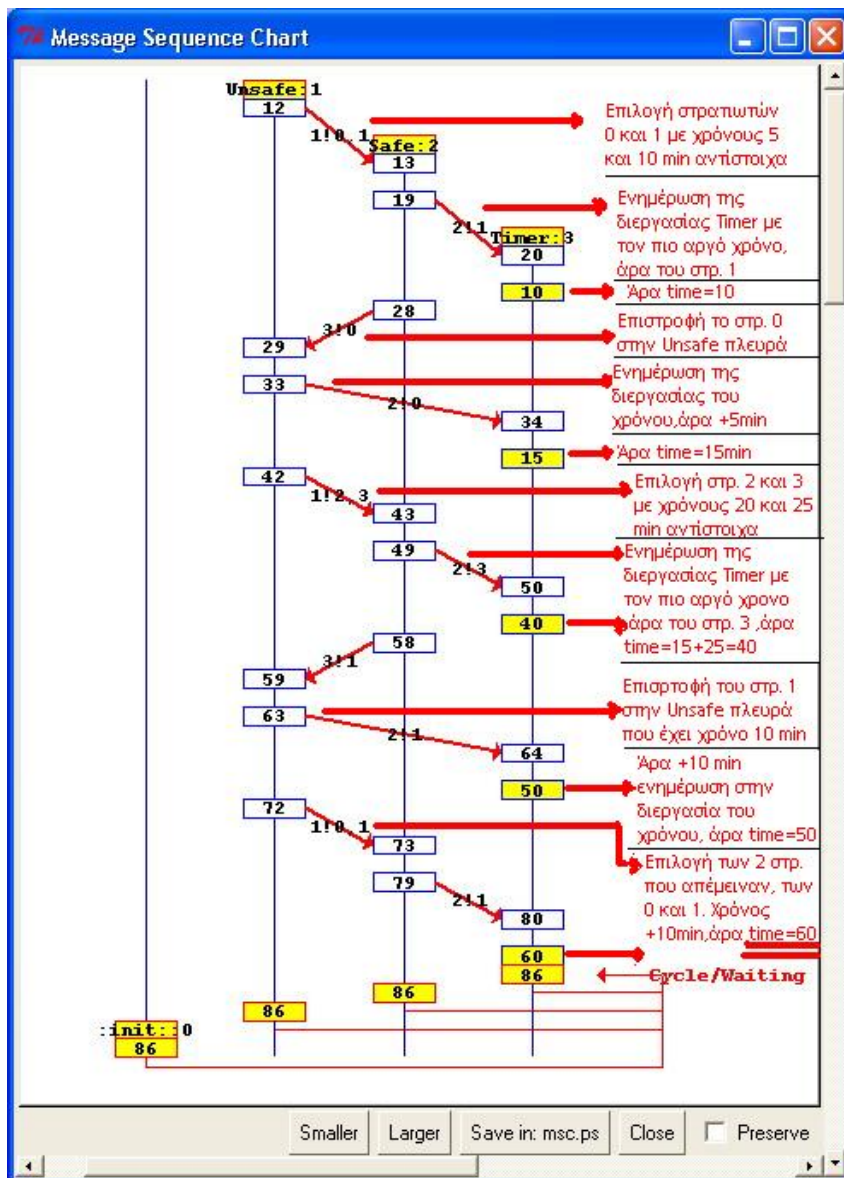 Message Sequence Chart
Unsafe:1
12
1!0,1
Safe:2
13
Επιλογή στρατιωτών
0 και 1 με χρόνους 5
και 10 min αντίστοιχα
19
2!1
Timer:3
20
Ενημέρωση της
διεργασίας Timer με
τον πιο αργό χρόνο,
άρα του στρ. 1
10
Άρα time=10
28
3!0
29
Επιστροφή το στρ. 0
στην Unsafe πλευρά
33
2!0
34
Ενημέρωση της
διεργασίας του
χρόνου,άρά +5min
15
Άρα time=15min
42
1!2,3
43
Επιλογή στρ. 2 και 3
με χρόνους 20 και 25
min αντίστοιχα
49
2!3
50
Ενημέρωση της
διεργασίας Timer με
τον πιο αργό χρονο
άρα του στρ. 3 ,άρα
time=15+25=40
40
58
3!1
59
Επισρτοφή του στρ. 1
στην Unsafe πλευρά
που έχει χρόνο 10 min
63
2!1
64
Άρα +10 min
ενημέρωση στην
διεργασία του
χρόνου, άρα time=50
50
72
1!0,1
73
Επιλογή των 2 στρ.
που απέμειναν, των
0 και 1. Χρόνος
+10min,άρα time=60
79
2!1
80
60
86
Cycle/Waiting
86
86
:init::0
86
Smaller
Larger
Save in: msc.ps
Close
Preserve